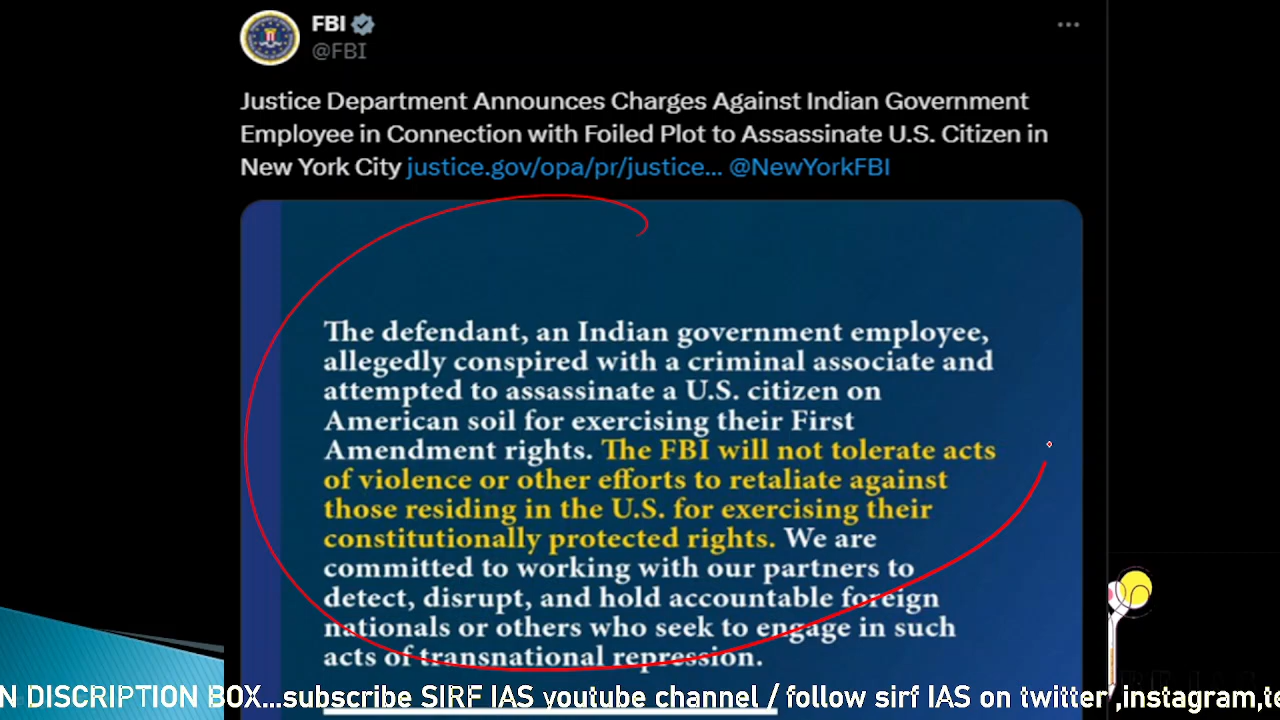 FBI
@FBI
Justice Department Announces Charges Against Indian Government
Employee in Connection with Foiled Plot to Assassinate U.S. Citizen in
New York City justice.gov/opa/pr/justice... @NewYorkFBI
The defendant, an Indian government employee,
allegedly conspired with a criminal associate and
attempted to assassinate a U.S. citizen on
American soil for exercising their First
Amendment rights. The FBI will not tolerate acts
of violence or other efforts to retaliate against
those residing in the U.S. for exercising their
constitutionally protected rights. We are
committed to working with our partners to
detect, disrupt, and hold accountable foreign
nationals or others who seek to engage in such
acts of transnational repression.
N DISCRIPTION BOX...subscribe SIRF IAS youtube channel / follow sirf IAS on twitter ,instagram,te